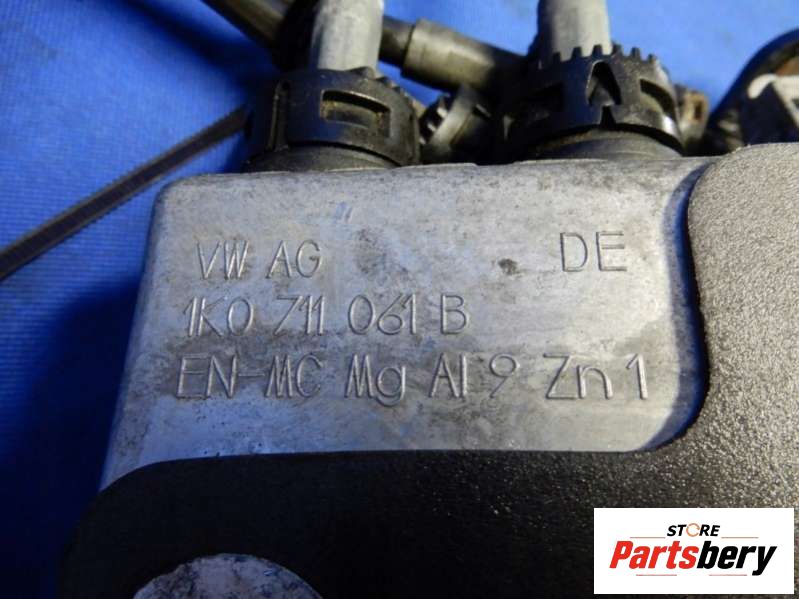 VW AG DE
1K0 711 061 B
EN-MC Mg Al 9 Zn 1
STORE
Partsbery